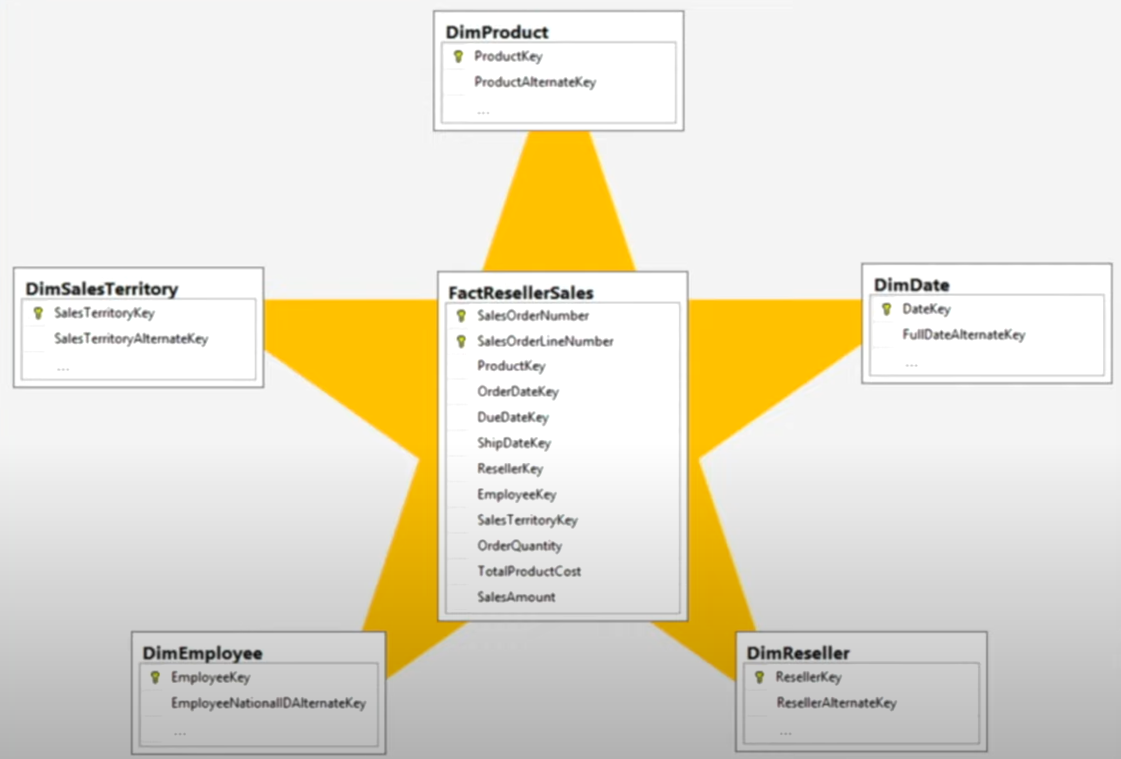 DimProduct
ProductKey
ProductAlternateKey
...
DimSalesTerritory
SalesTerritoryKey
SalesTerritoryAlternateKey
...
FactResellerSales
SalesOrderNumber
SalesOrderLineNumber
ProductKey
OrderDateKey
DueDateKey
ShipDateKey
ResellerKey
EmployeeKey
SalesTerritoryKey
OrderQuantity
TotalProductCost
SalesAmount
DimDate
DateKey
FullDateAlternateKey
...
DimEmployee
EmployeeKey
EmployeeNationalIDAlternateKey
...
DimReseller
ResellerKey
ResellerAlternateKey
...